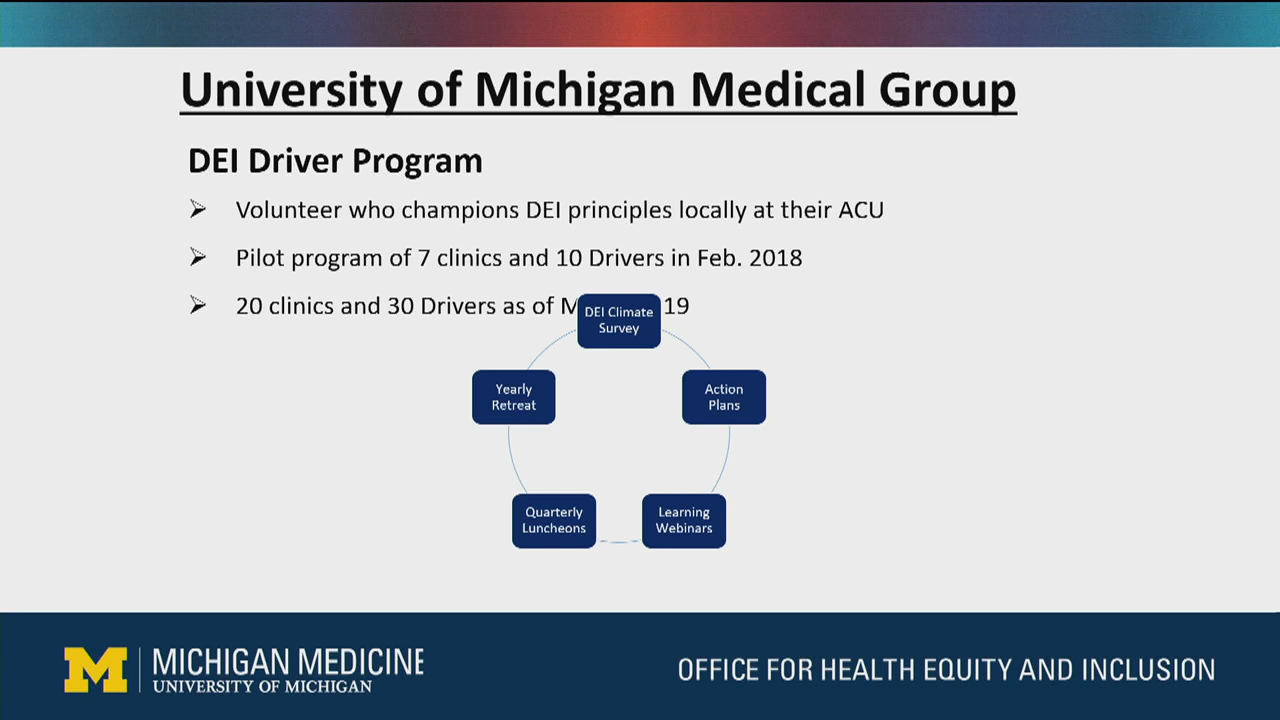 University of Michigan Medical Group
DEI Driver Program
Volunteer who champions DEI principles locally at their ACU
Pilot program of 7 clinics and 10 Drivers in Feb. 2018
20 clinics and 30 Drivers as of 19
DEI Climate
Survey
Yearly
Retreat
Action
Plans
Quarterly
Luncheons
Learning
Webinars
M
MICHIGAN MEDICINE
UNIVERSITY OF MICHIGAN
OFFICE FOR HEALTH EQUITY AND INCLUSION